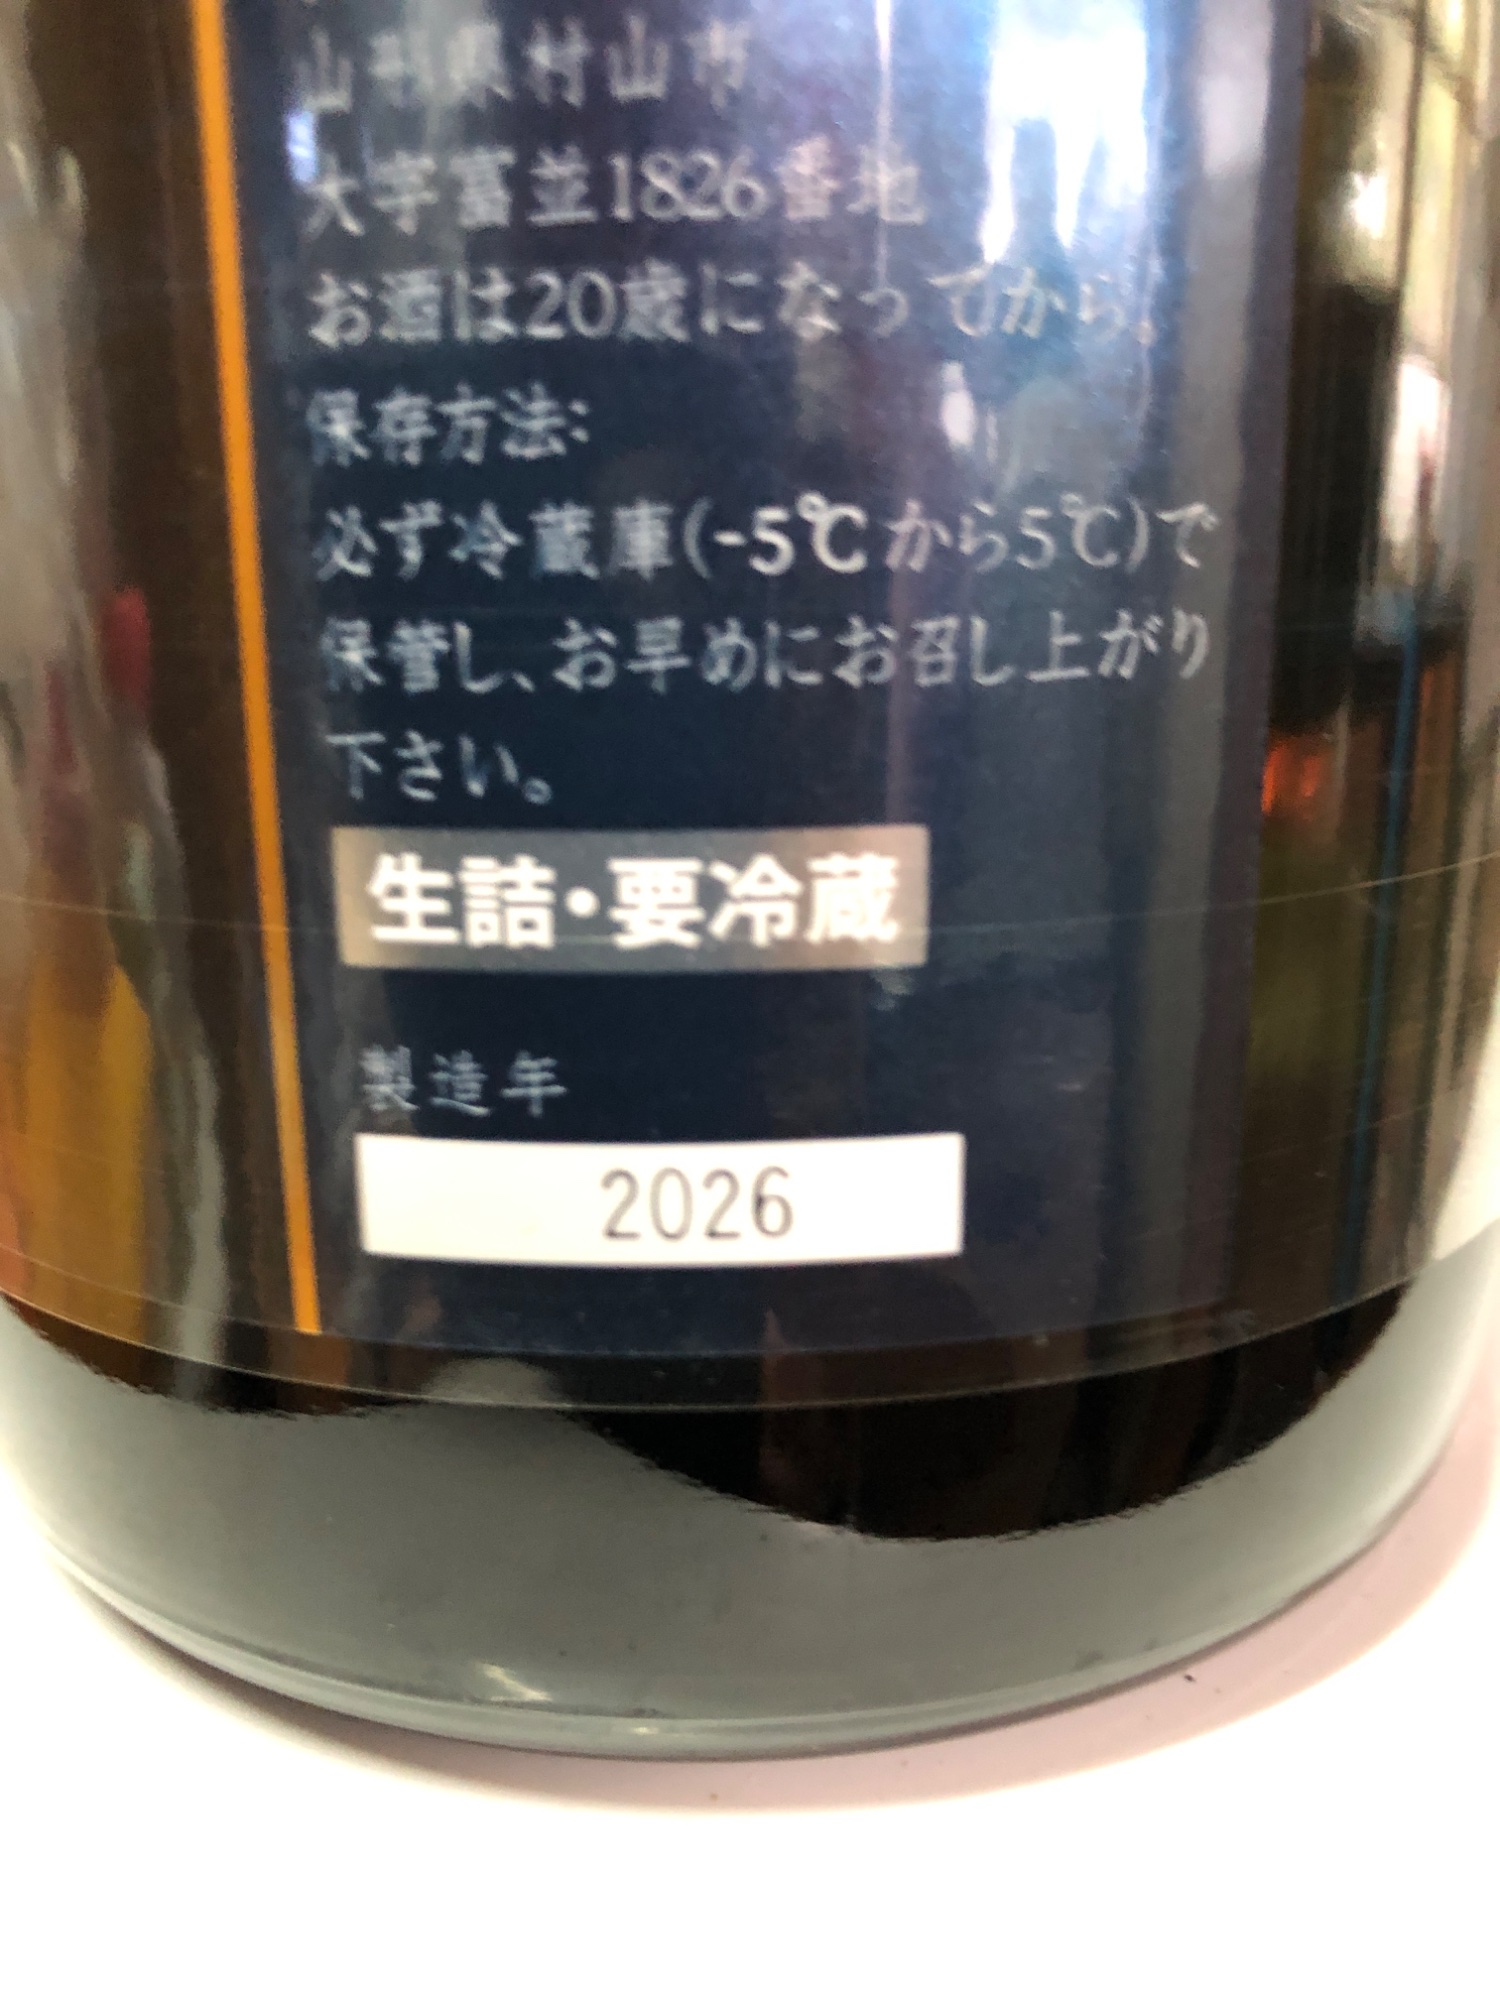 山形県村山市
大字富並1826番地
お酒は20歳になってから。
保存方法:
必ず冷蔵庫(-5℃から5℃)で
保管し、お早めにお召し上がり
下さい。
生詰・要冷蔵
製造年
2026